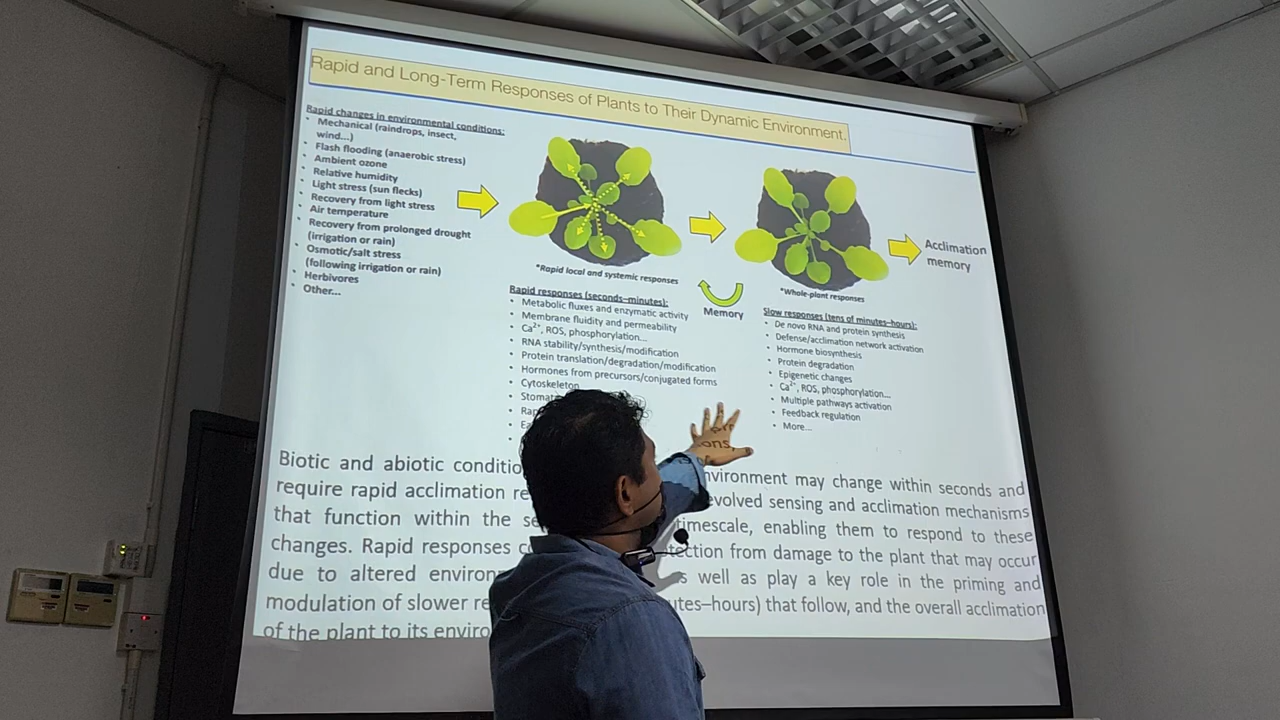 Rapid and Long-Term Responses of Plants to Their Dynamic Environment.
Rapid changes in environmental conditions:
• Mechanical (raindrops, insect,
wind...)
• Flash flooding (anaerobic stress)
• Ambient ozone
• Relative humidity
• Light stress (sun flecks)
• Recovery from light stress
• Air temperature
• Recovery from prolonged drought
(irrigation or rain)
• Osmotic/salt stress
(following irrigation or rain)
• Herbivores
• Other...
*Rapid local and systemic responses
Rapid responses (seconds–minutes):
• Metabolic fluxes and enzymatic activity
• Membrane fluidity and permeability
• Ca²⁺, ROS, phosphorylation...
• RNA stability/synthesis/modification
• Protein translation/degradation/modification
• Hormones from precursors/conjugated forms
• Cytoskeleton
Memory
*Whole-plant responses
Slow responses (tens of minutes–hours):
• De novo RNA and protein synthesis
• Defense/acclimation network activation
• Hormone biosynthesis
• Protein degradation
• Epigenetic changes
• Ca²⁺, ROS, phosphorylation...
• Multiple pathways activation
• Feedback regulation
• More...
Acclimation
memory
Biotic and abiotic may change within seconds and
require rapid acclimation evolved sensing and acclimation mechanisms
that function within the timescale, enabling them to respond to these
changes. Rapid responses from damage to the plant that may occur
due to altered well as play a key role in the priming and
modulation of slower that follow, and the overall acclimation
of the plant to its